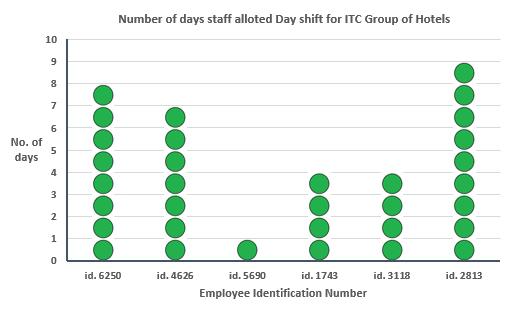 Number of days staff alloted Day shift for ITC Group of Hotels
10
9
8
7
6
5
4
3
2
1
0
No. of
days
id. 6250 id. 4626 id. 5690 id. 1743 id. 3118 id. 2813
Employee Identification Number